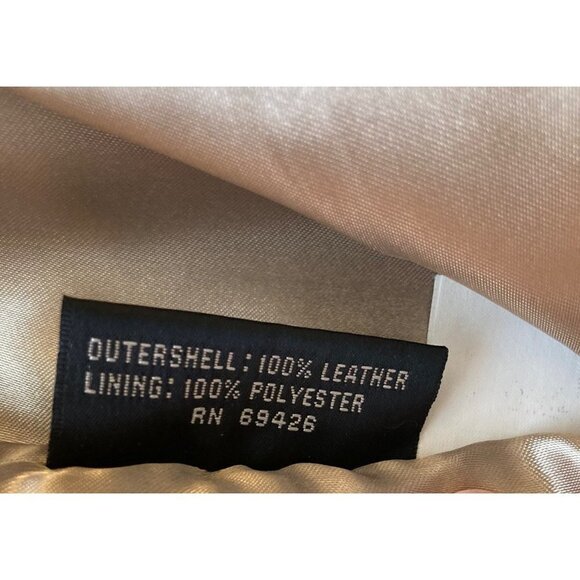 OUTERSHELL: 100% LEATHER
LINING: 100% POLYESTER
RN 69426